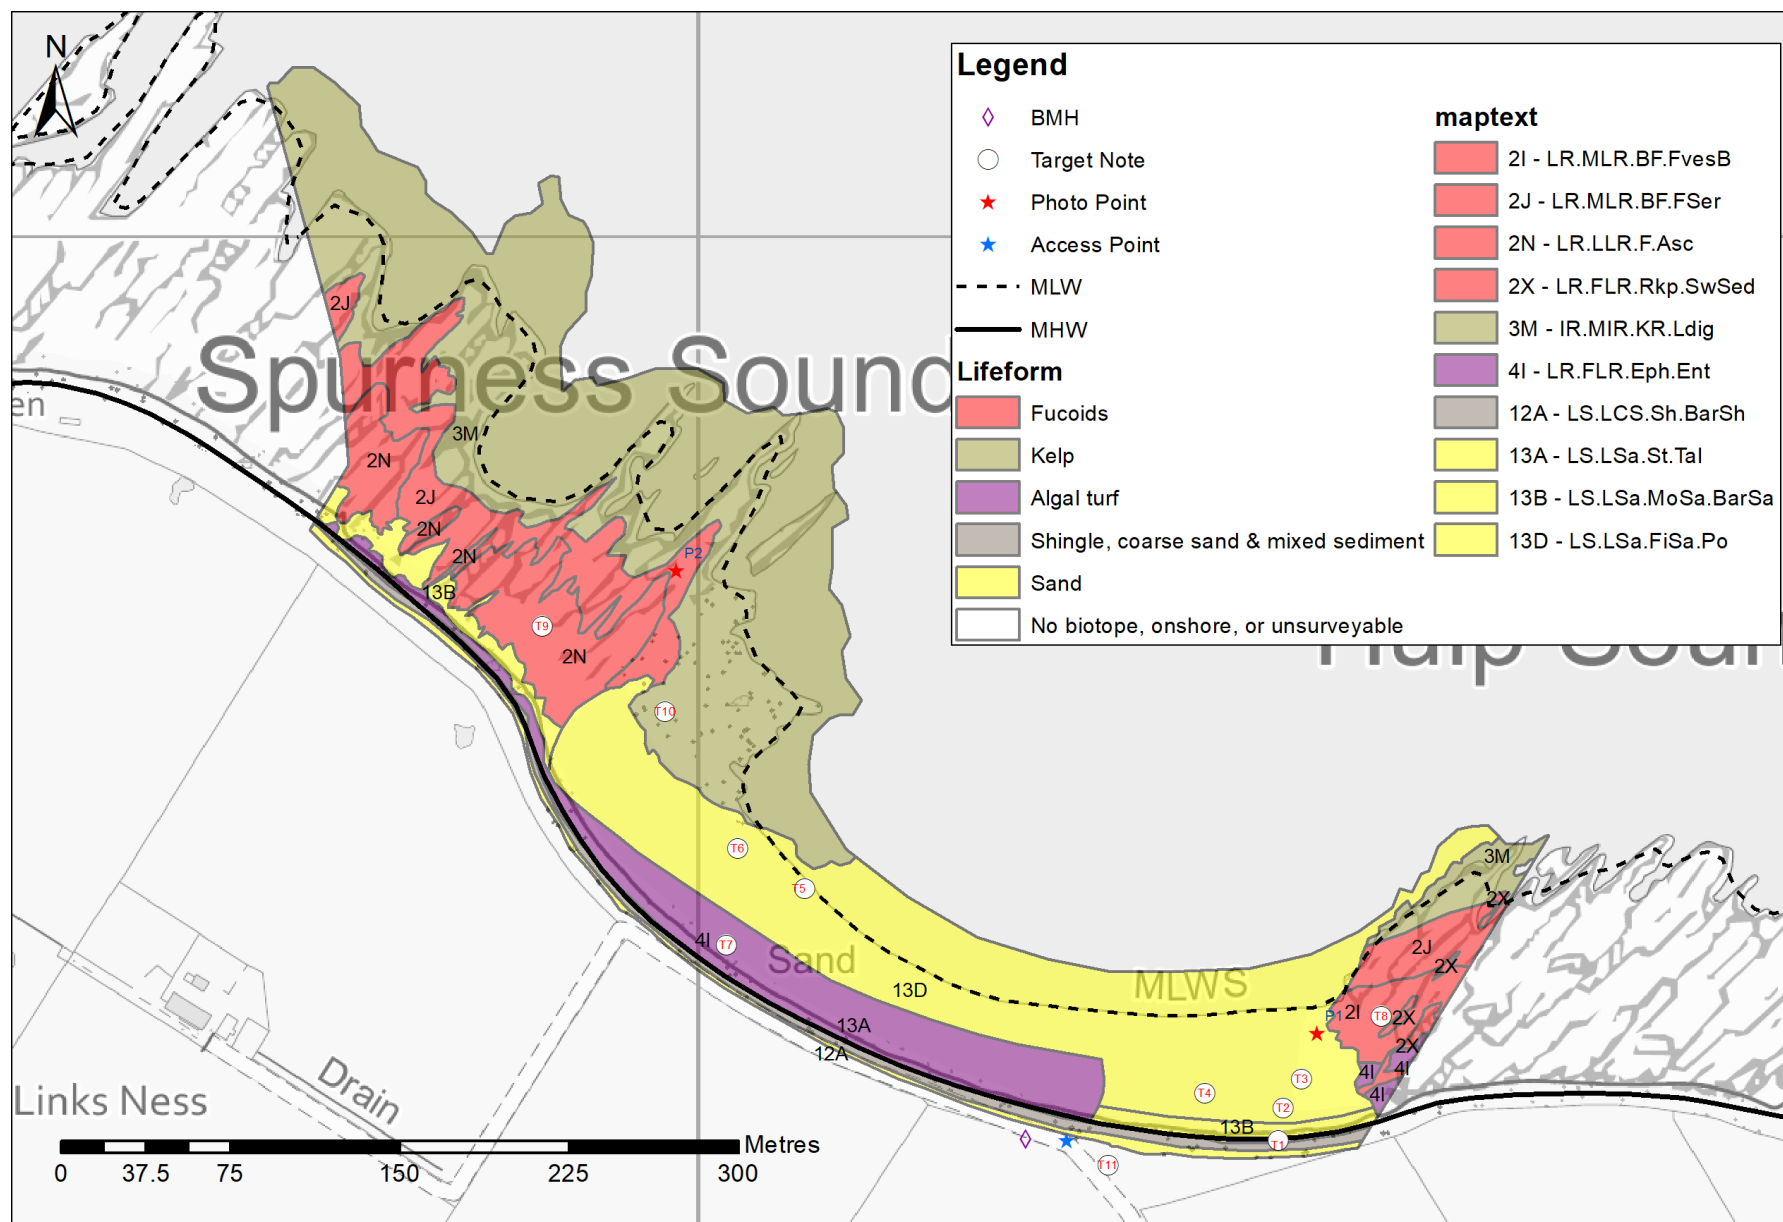 N
Legend
BMH
Target Note
Photo Point
Access Point
MLW
MHW
Lifeform
Fucoids
Kelp
Algal turf
Shingle, coarse sand & mixed sediment
Sand
No biotope, onshore, or unsurveyable
maptext
2I - LR.MLR.BF.FvesB
2J - LR.MLR.BF.FSer
2N - LR.LLR.F.Asc
2X - LR.FLR.Rkp.SwSed
3M - IR.MIR.KR.Ldig
4I - LR.FLR.Eph.Ent
12A - LS.LCS.Sh.BarSh
13A - LS.LSa.St.Tal
13B - LS.LSa.MoSa.BarSa
13D - LS.LSa.FiSa.Po
2J
Spurness Sound
en
3M
2N
2J
2N
2N
P2
13B
T9
2N
T10
T6
T5
4I
T7
Sand
13D
MLWS
13A
12A
3M
2X
2J
2X
P1
2I
T8
2X
2X
4I
4I
4I
T3
T4
T2
13B
T1
T11
Drain
Links Ness
Metres
0 37.5 75 150 225 300